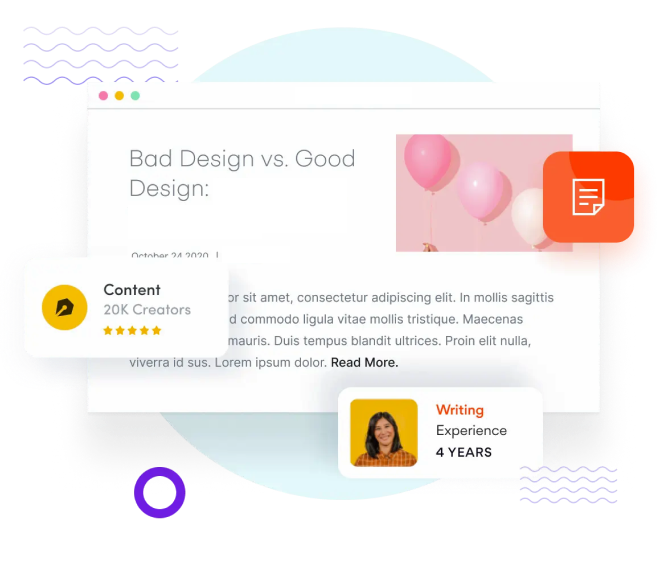 Bad Design vs. Good
Design:
October 24 2020 |
Content
20K Creators
or sit amet, consectetur adipiscing elit. In mollis sagittis
d commodo ligula vitae mollis tristique. Maecenas
mauris. Duis tempus blandit ultrices. Proin elit nulla,
viverra id sus. Lorem ipsum dolor. Read More.
Writing
Experience
4 YEARS